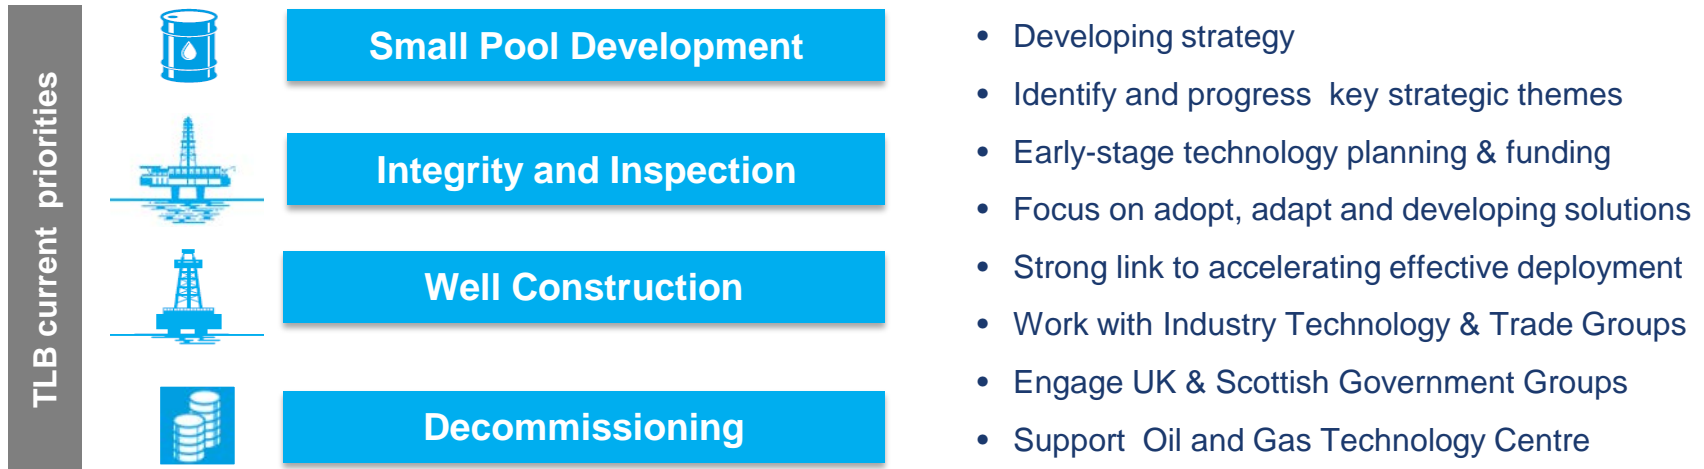 TLB current priorities
Small Pool Development
Integrity and Inspection
Well Construction
Decommissioning
• Developing strategy
• Identify and progress key strategic themes
• Early-stage technology planning & funding
• Focus on adopt, adapt and developing solutions
• Strong link to accelerating effective deployment
• Work with Industry Technology & Trade Groups
• Engage UK & Scottish Government Groups
• Support Oil and Gas Technology Centre